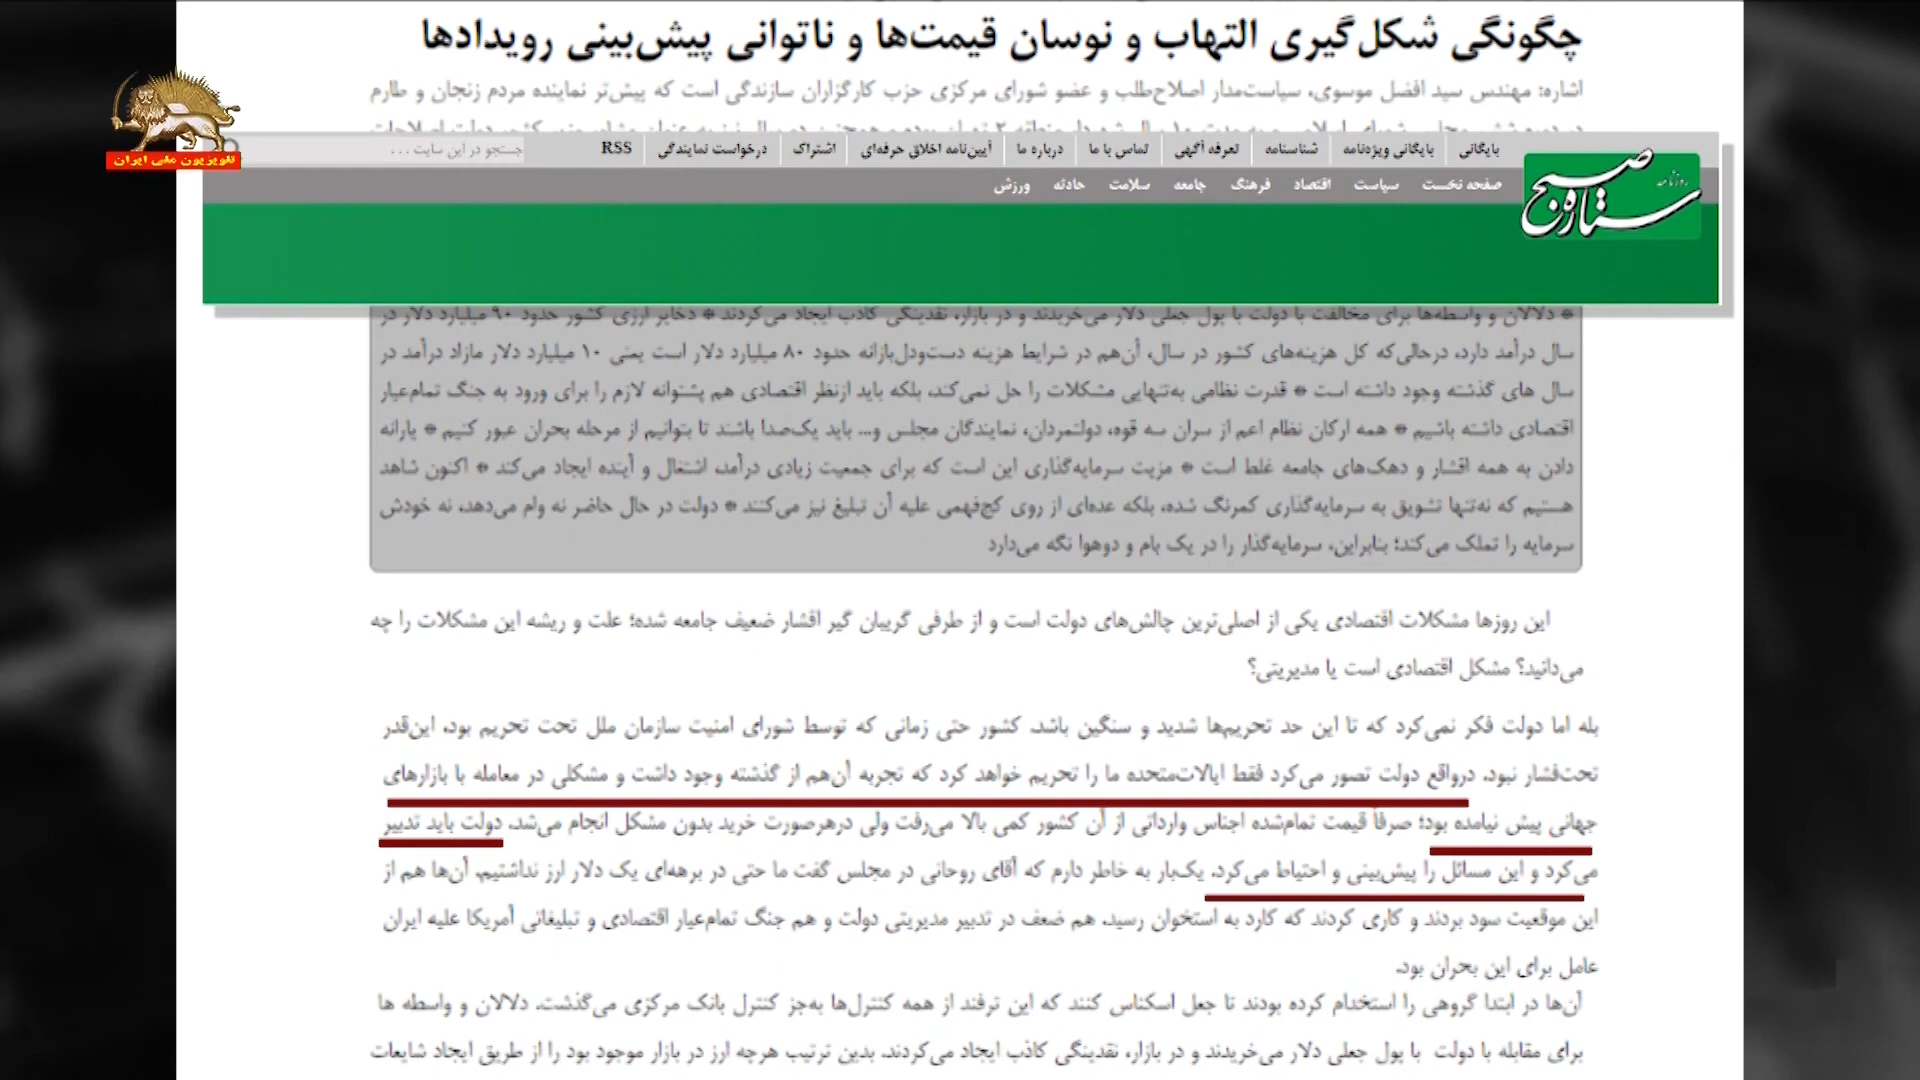 چگونگی شکل‌گیری التهاب و نوسان قیمت‌ها و ناتوانی پیش‌بینی رویدادها
اشاره: مهندس سید افضل موسوی، سیاست‌مدار اصلاح‌طلب و عضو شورای مرکزی حزب کارگزاران سازندگی است که پیش‌تر نماینده مردم زنجان و طارم
تلویزیون ملی ایران
بایگانی بایگانی ویژه‌نامه شناسنامه تعرفه آگهی تماس با ما درباره ما آیین‌نامه اخلاق حرفه‌ای اشتراک درخواست نمایندگی RSS جستجو در این سایت ...
روزنامه ستاره صبح
صفحه نخست سیاست اقتصاد فرهنگ جامعه سلامت حادثه ورزش
* دلالان و واسطه‌ها برای مخالفت با دولت با پول جعلی دلار می‌خریدند و در بازار، نقدینگی کاذب ایجاد می‌کردند * ذخایر ارزی کشور حدود ۹۰ میلیارد دلار در
سال درآمد دارد، درحالی‌که کل هزینه‌های کشور در سال، آن‌هم در شرایط هزینه دست‌ودل‌بازانه حدود ۸۰ میلیارد دلار است یعنی ۱۰ میلیارد دلار مازاد درآمد در
سال های گذشته وجود داشته است * قدرت نظامی به‌تنهایی مشکلات را حل نمی‌کند، بلکه باید ازنظر اقتصادی هم پشتوانه لازم را برای ورود به جنگ تمام‌عیار
اقتصادی داشته باشیم * همه ارکان نظام اعم از سران سه قوه، دولتمردان، نمایندگان مجلس و... باید یک‌صدا باشند تا بتوانیم از مرحله بحران عبور کنیم * یارانه
دادن به همه اقشار و دهک‌های جامعه غلط است * مزیت سرمایه‌گذاری این است که برای جمعیت زیادی درآمد، اشتغال و آینده ایجاد می‌کند * اکنون شاهد
هستیم که نه‌تنها تشویق به سرمایه‌گذاری کمرنگ شده، بلکه عده‌ای از روی کج‌فهمی علیه آن تبلیغ نیز می‌کنند * دولت در حال حاضر نه وام می‌دهد، نه خودش
سرمایه را تملک می‌کند؛ بنابراین، سرمایه‌گذار را در یک بام و دوهوا نگه می‌دارد
این روزها مشکلات اقتصادی یکی از اصلی‌ترین چالش‌های دولت است و از طرفی گریبان گیر اقشار ضعیف جامعه شده؛ علت و ریشه این مشکلات را چه
می‌دانید؟ مشکل اقتصادی است یا مدیریتی؟
بله اما دولت فکر نمی‌کرد که تا این حد تحریم‌ها شدید و سنگین باشد. کشور حتی زمانی که توسط شورای امنیت سازمان ملل تحت تحریم بود، این‌قدر
تحت‌فشار نبود. درواقع دولت تصور می‌کرد فقط ایالات‌متحده ما را تحریم خواهد کرد که تجربه آن‌هم از گذشته وجود داشت و مشکلی در معامله با بازارهای
جهانی پیش نیامده بود؛ صرفاً قیمت تمام‌شده اجناس وارداتی از آن کشور کمی بالا می‌رفت ولی درهرصورت خرید بدون مشکل انجام می‌شد. دولت باید تدبیر
می‌کرد و این مسائل را پیش‌بینی و احتیاط می‌کرد. یک‌بار به خاطر دارم که آقای روحانی در مجلس گفت ما حتی در برهه‌ای یک دلار ارز نداشتیم. آن‌ها هم از
این موقعیت سود بردند و کاری کردند که کارد به استخوان رسید. هم ضعف در تدبیر مدیریتی دولت و هم جنگ تمام‌عیار اقتصادی و تبلیغاتی آمریکا علیه ایران
عامل برای این بحران بود.
آن‌ها در ابتدا گروهی را استخدام کرده بودند تا جعل اسکناس کنند که این ترفند از همه کنترل‌ها به‌جز کنترل بانک مرکزی می‌گذشت. دلالان و واسطه ها
برای مقابله با دولت با پول جعلی دلار می‌خریدند و در بازار، نقدینگی کاذب ایجاد می‌کردند. بدین ترتیب هرچه ارز در بازار موجود بود را از طریق ایجاد شایعات